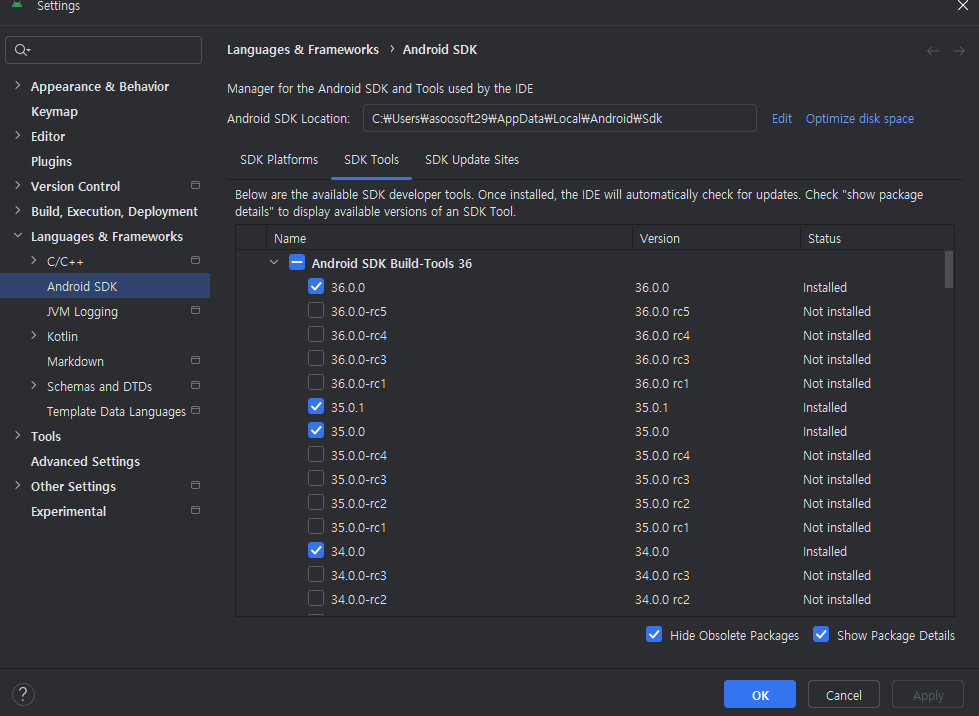 Settings
Languages & Frameworks › Android SDK
Appearance & Behavior
Keymap
Editor
Plugins
Version Control
Build, Execution, Deployment
Languages & Frameworks
C/C++
Android SDK
JVM Logging
Kotlin
Markdown
Schemas and DTDs
Template Data Languages
Tools
Advanced Settings
Other Settings
Experimental
Manager for the Android SDK and Tools used by the IDE
Android SDK Location: C:₩Users₩asoosoft29₩AppData₩Local₩Android₩Sdk Edit Optimize disk space
SDK Platforms SDK Tools SDK Update Sites
Below are the available SDK developer tools. Once installed, the IDE will automatically check for updates. Check "show package
details" to display available versions of an SDK Tool.
Name Version Status
Android SDK Build-Tools 36
36.0.0 36.0.0 Installed
36.0.0-rc5 36.0.0 rc5 Not installed
36.0.0-rc4 36.0.0 rc4 Not installed
36.0.0-rc3 36.0.0 rc3 Not installed
36.0.0-rc1 36.0.0 rc1 Not installed
35.0.1 35.0.1 Installed
35.0.0 35.0.0 Installed
35.0.0-rc4 35.0.0 rc4 Not installed
35.0.0-rc3 35.0.0 rc3 Not installed
35.0.0-rc2 35.0.0 rc2 Not installed
35.0.0-rc1 35.0.0 rc1 Not installed
34.0.0 34.0.0 Installed
34.0.0-rc3 34.0.0 rc3 Not installed
34.0.0-rc2 34.0.0 rc2 Not installed
Hide Obsolete Packages Show Package Details
? OK Cancel Apply